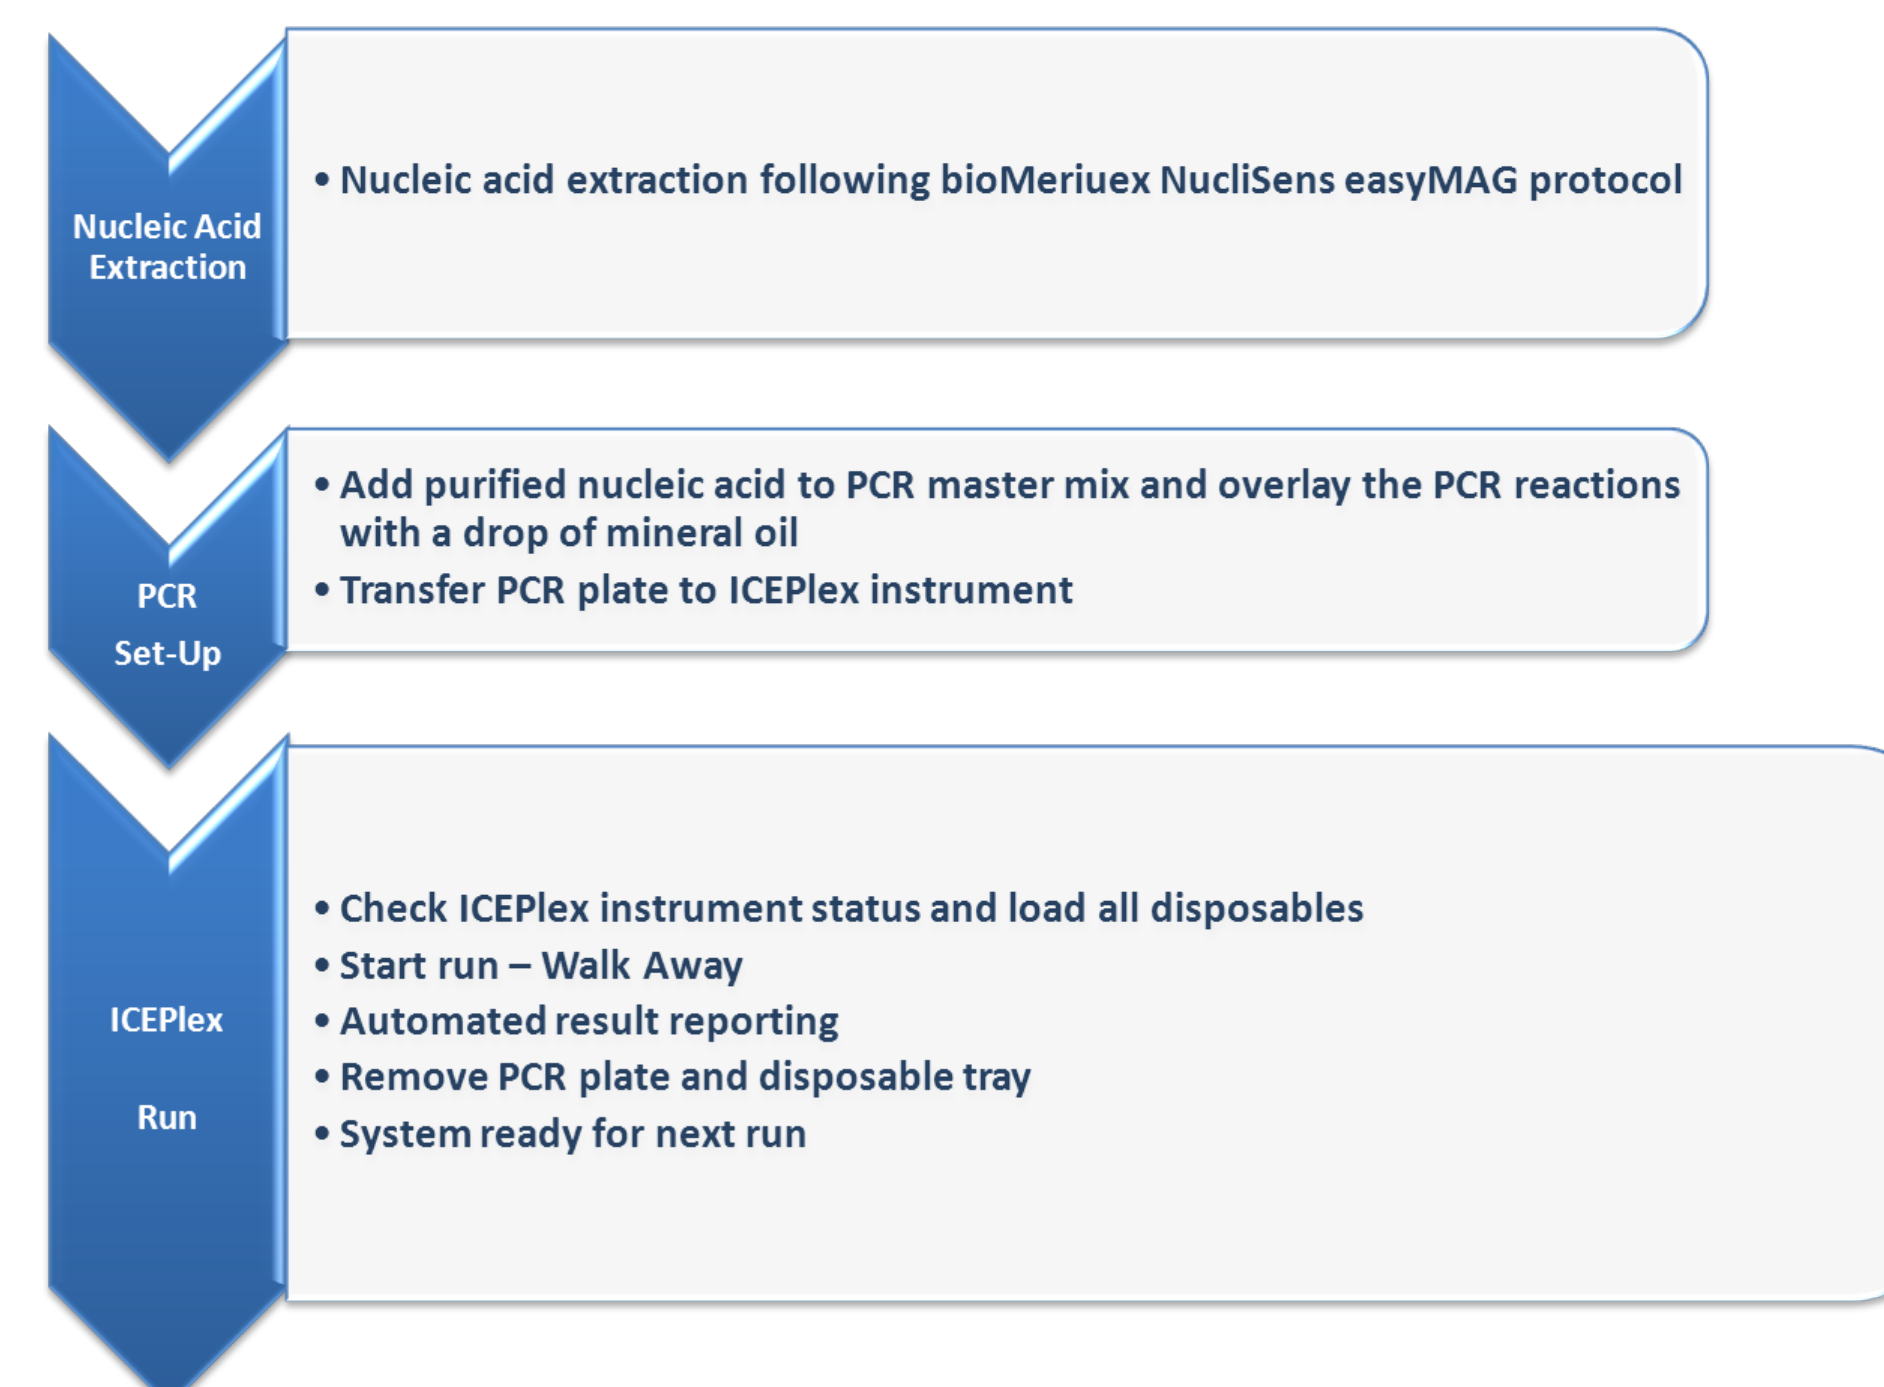 Nucleic Acid
Extraction
• Nucleic acid extraction following bioMeriuex NucliSens easyMAG protocol
PCR
Set-Up
• Add purified nucleic acid to PCR master mix and overlay the PCR reactions
with a drop of mineral oil
• Transfer PCR plate to ICEPlex instrument
ICEPlex
Run
• Check ICEPlex instrument status and load all disposables
• Start run – Walk Away
• Automated result reporting
• Remove PCR plate and disposable tray
• System ready for next run